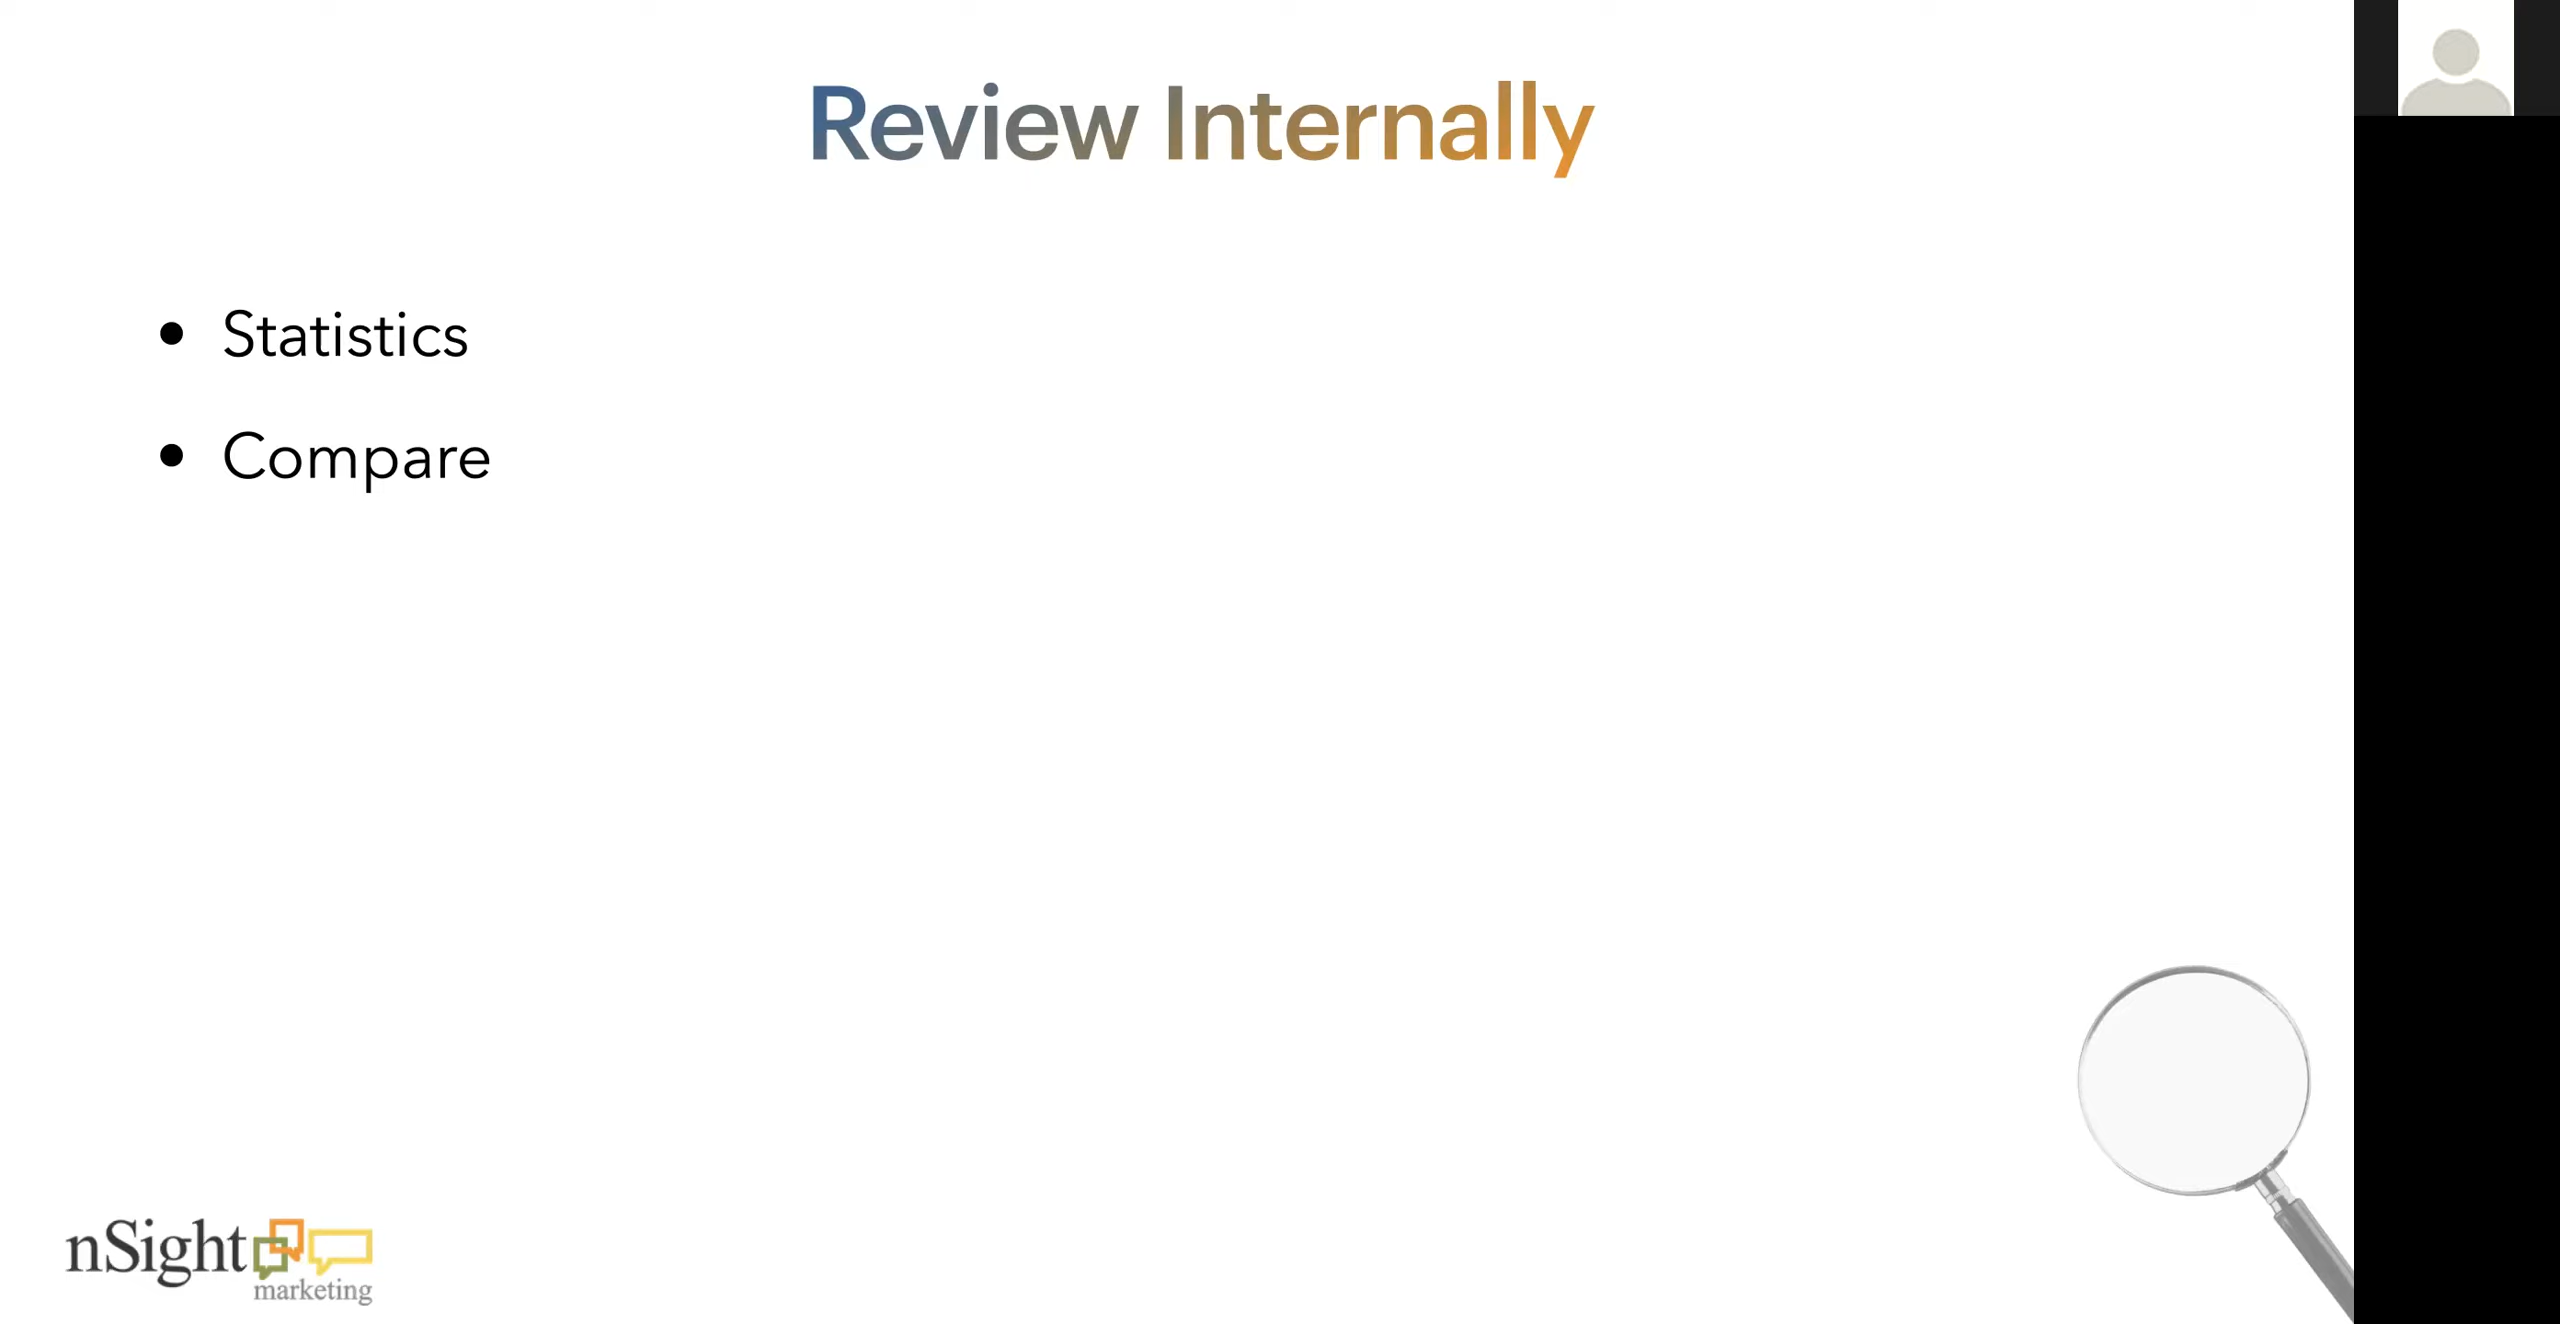 Review Internally
• Statistics
• Compare
nSight
marketing